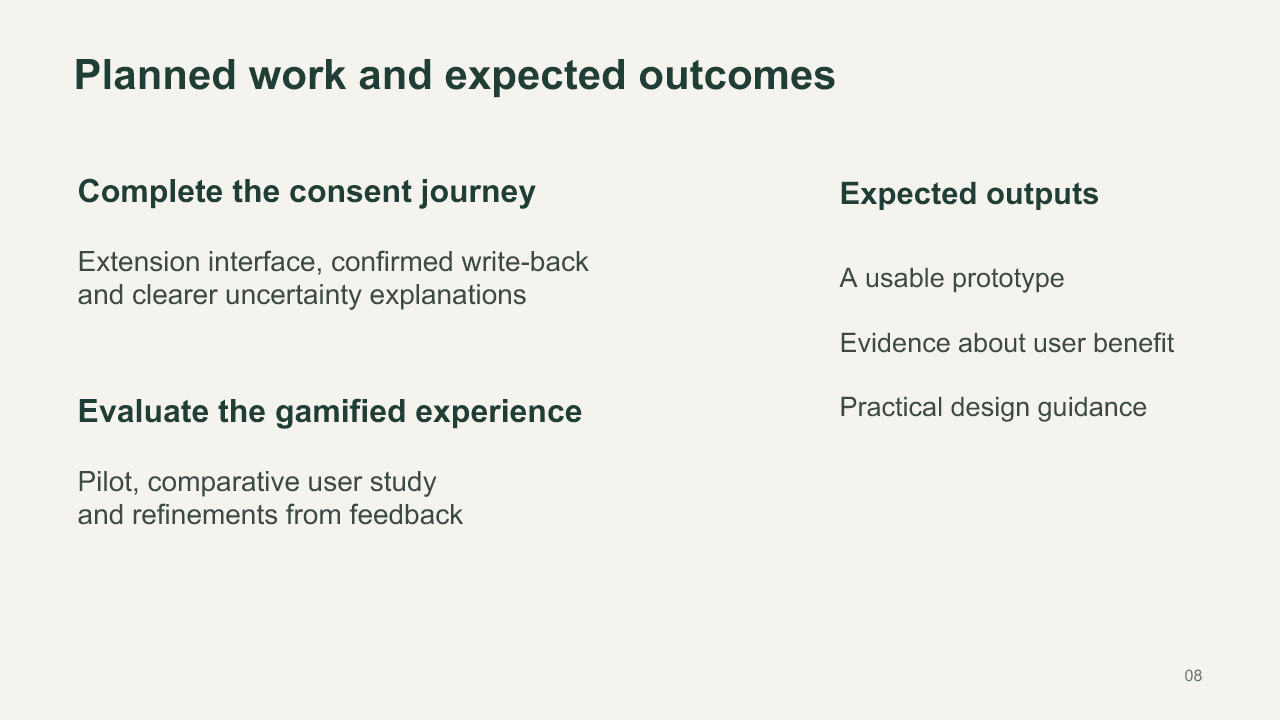 Planned work and expected outcomes
Complete the consent journey
Extension interface, confirmed write-back
and clearer uncertainty explanations
Evaluate the gamified experience
Pilot, comparative user study
and refinements from feedback
Expected outputs
A usable prototype
Evidence about user benefit
Practical design guidance
08